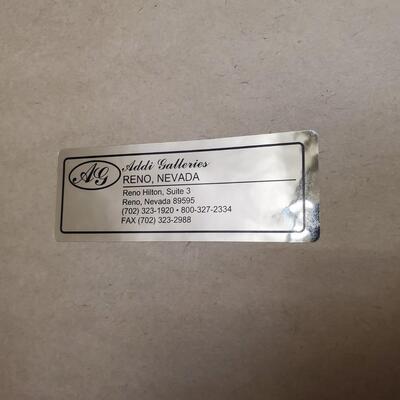 AG
Addi Galleries
RENO, NEVADA
Reno Hilton, Suite 3
Reno, Nevada 89595
(702) 323-1920 • 800-327-2334
FAX (702) 323-2988